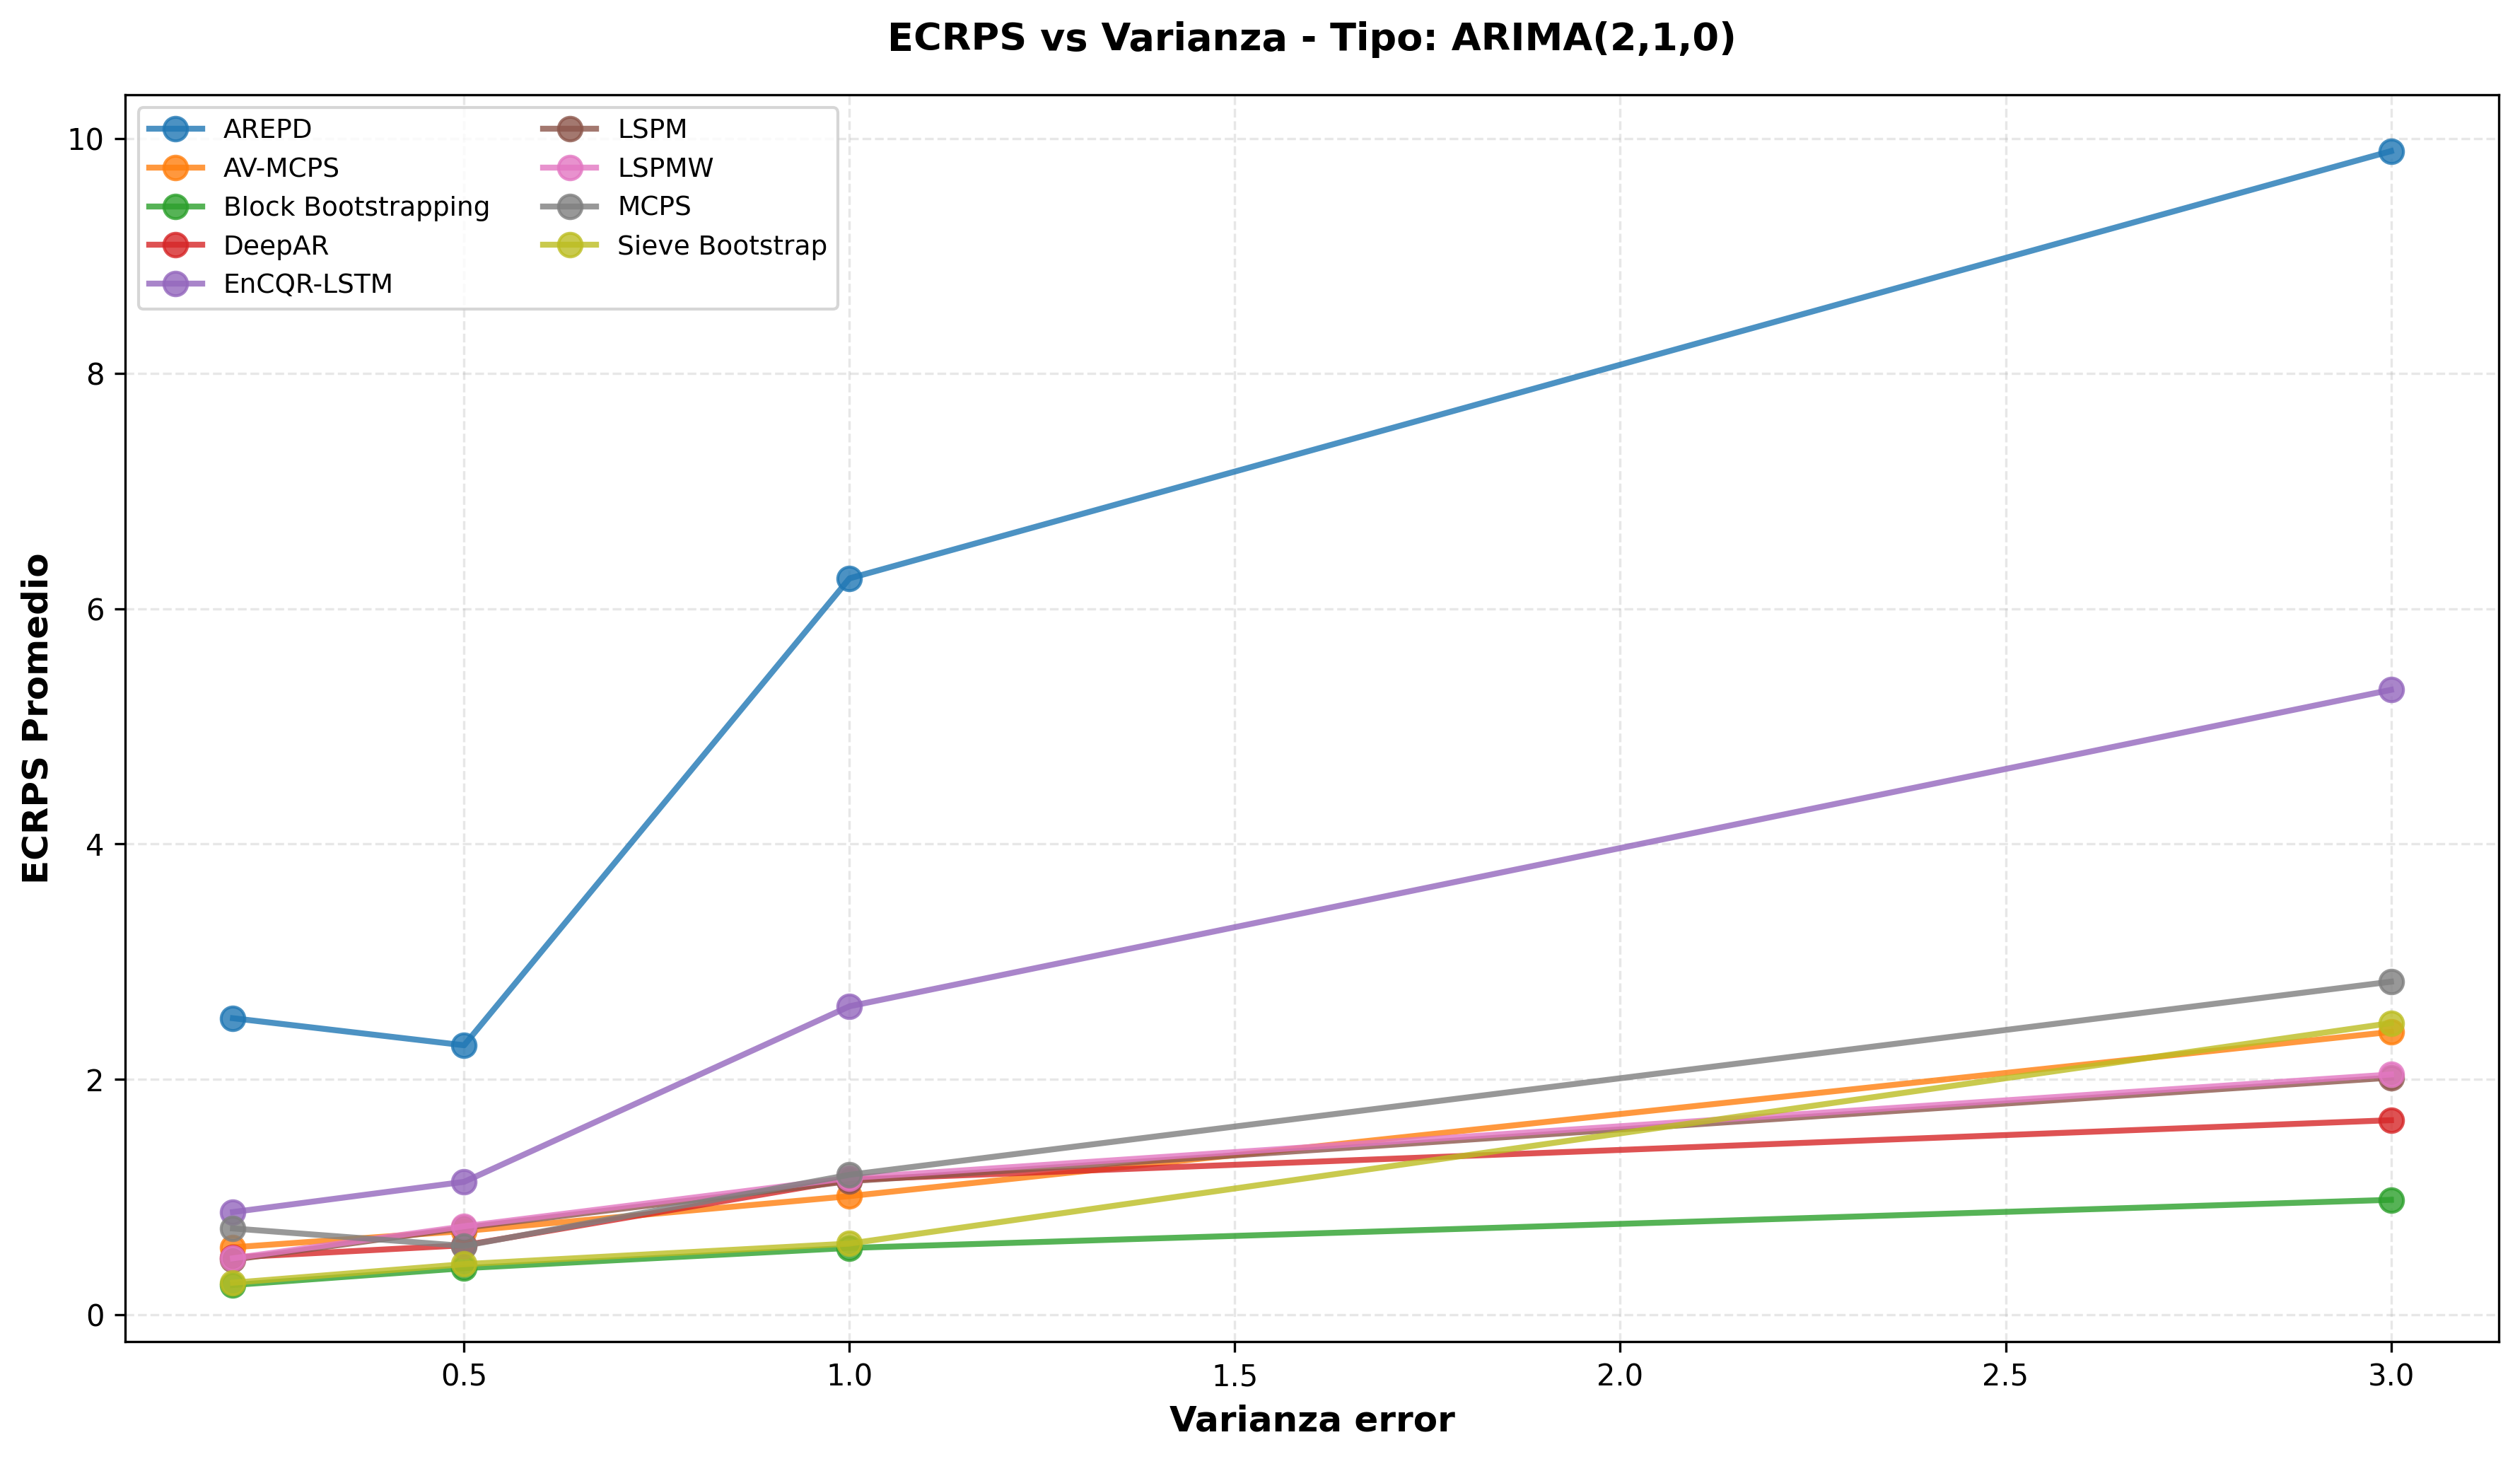 ECRPS vs Varianza - Tipo: ARIMA(2,1,0)
AREPD
AV-MCPS
Block Bootstrapping
DeepAR
EnCQR-LSTM
LSPM
LSPMW
MCPS
Sieve Bootstrap
ECRPS Promedio
10
8
6
4
2
0
0.5
1.0
1.5
2.0
2.5
3.0
Varianza error